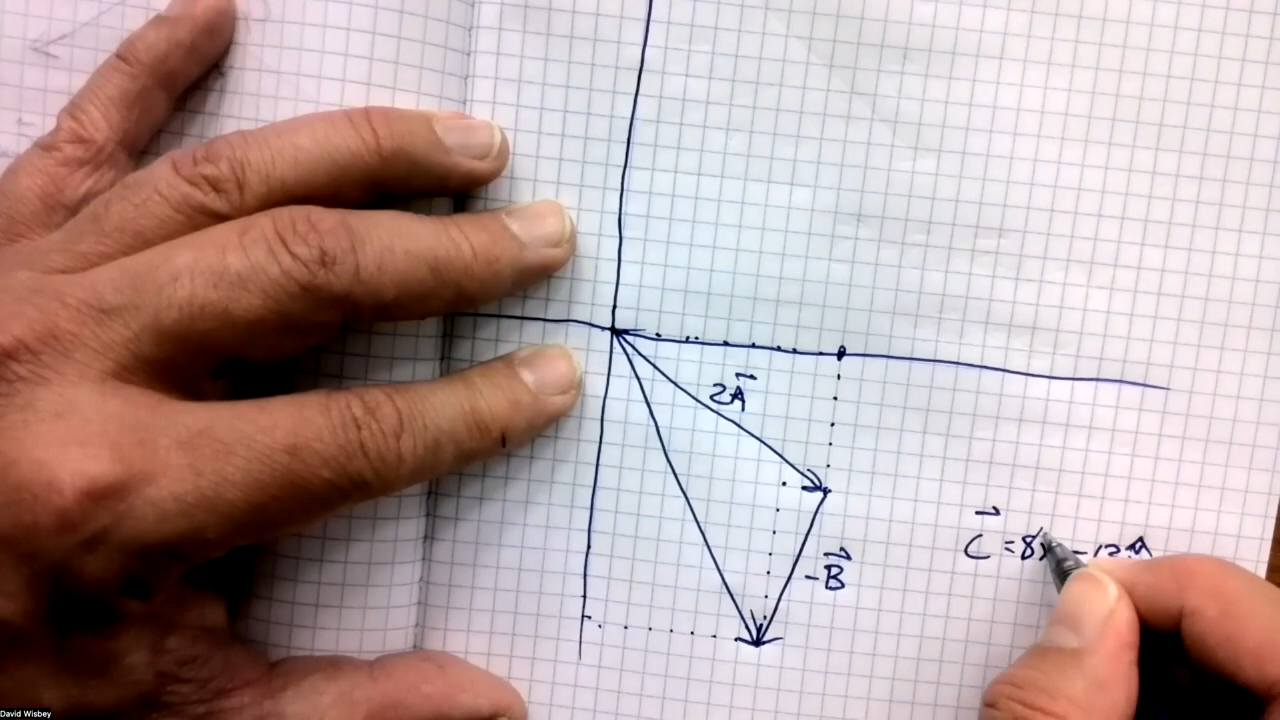 2A⃗
C⃗ = 8x̂ - 12ŷ
-B⃗
David Wisbey